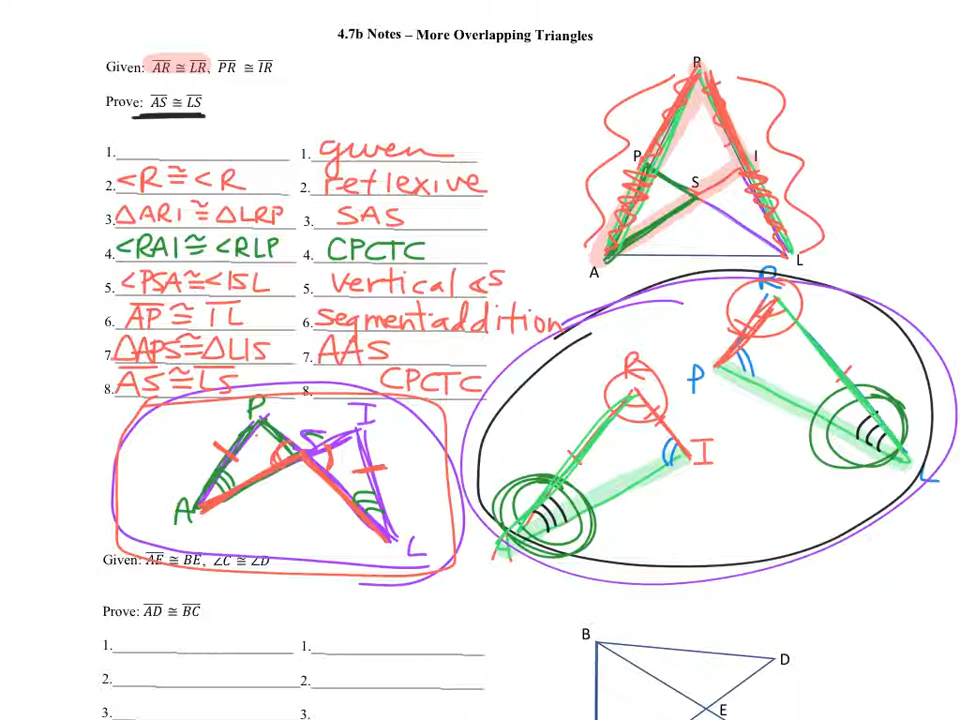 4.7b Notes – More Overlapping Triangles
Given: AR ≅ LR, PR ≅ IR
Prove: AS ≅ LS
1. 1. given
2. <R ≅ <R 2. reflexive
3. △ARI ≅ △LRP 3. SAS
4. <RAI ≅ <RLP 4. CPCTC
5. <PSA ≅ <ISL 5. vertical <s
6. AP ≅ IL 6. segment addition
7. △APS ≅ △LIS 7. AAS
8. AS ≅ LS 8. CPCTC
R
P I
S
A L
R
P
R
I
L
A
P I
S
A
L
Given: AE ≅ BE, ∠C ≅ ∠D
Prove: AD ≅ BC
1. 1.
2. 2.
3. 3.
B
D
E